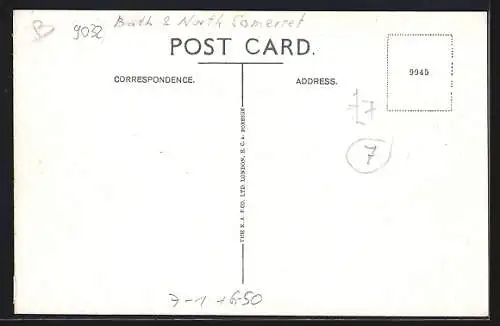 B 9032 Bath & North Somerset
POST CARD.
CORRESPONDENCE. ADDRESS.
9945
£7
7
THE R.A.P. CO. LTD. LONDON, E.C.4. FOREIGN
7-1 +6-50